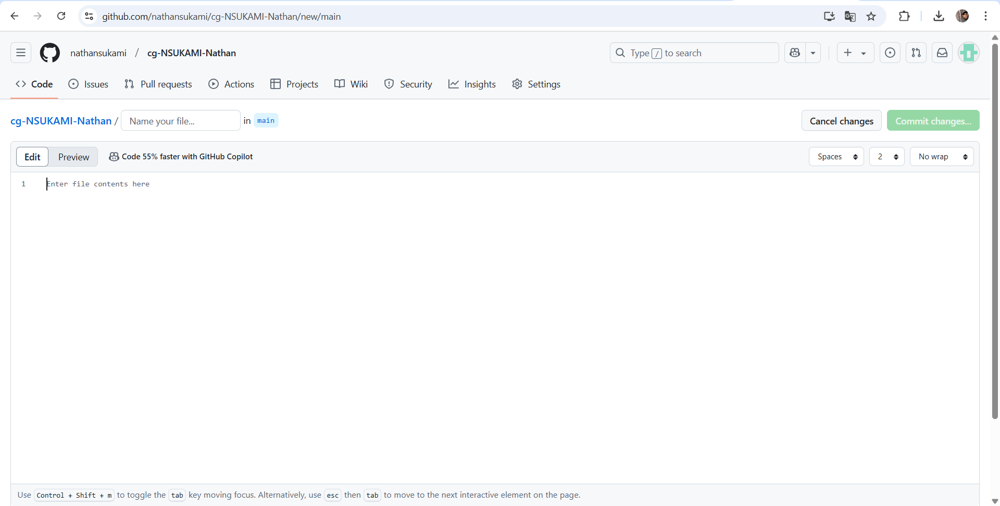 github.com/nathansukami/cg-NSUKAMI-Nathan/new/main
nathansukami / cg-NSUKAMI-Nathan
Type / to search
Code Issues Pull requests Actions Projects Wiki Security Insights Settings
cg-NSUKAMI-Nathan / Name your file... in main
Cancel changes Commit changes...
Edit Preview Code 55% faster with GitHub Copilot
Spaces 2 No wrap
1 Enter file contents here
Use Control + Shift + m to toggle the tab key moving focus. Alternatively, use esc then tab to move to the next interactive element on the page.